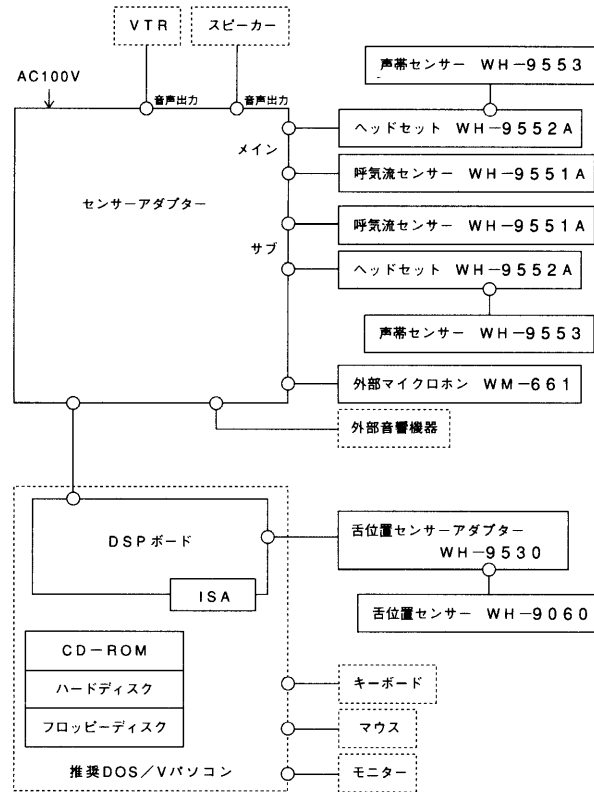 VTR
スピーカー
AC100V
音声出力
音声出力
声帯センサー WH－9553
メイン
ヘッドセット WH－9552A
呼気流センサー WH－9551A
センサーアダプター
呼気流センサー WH－9551A
サブ
ヘッドセット WH－9552A
声帯センサー WH－9553
外部マイクロホン WM－661
外部音響機器
DSPボード
舌位置センサーアダプター
WH－9530
ISA
舌位置センサー WH－9060
CD－ROM
ハードディスク
キーボード
フロッピーディスク
マウス
推奨DOS／Vパソコン
モニター